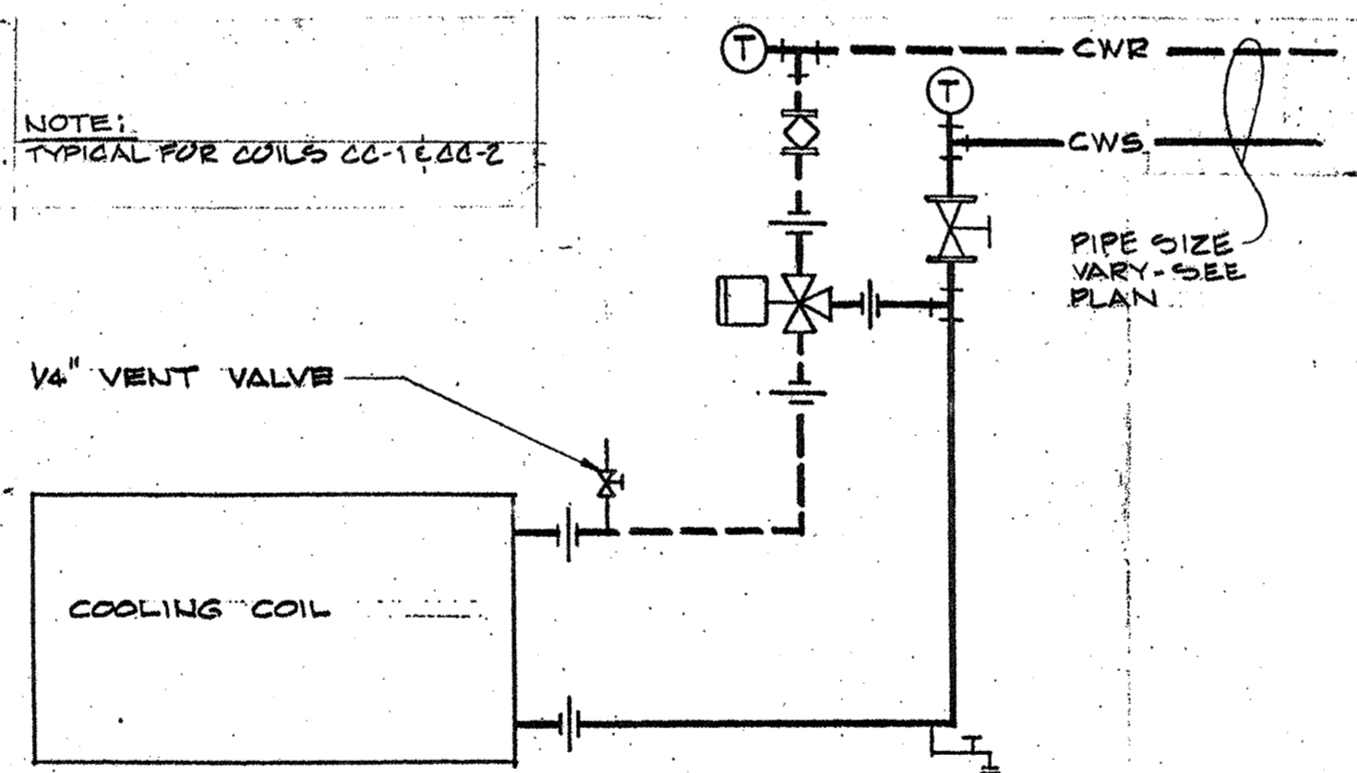 T
CWR
T
NOTE:
TYPICAL FOR COILS CC-1 & CC-2
CWS
PIPE SIZE
VARY-SEE
PLAN
1/4" VENT VALVE
COOLING COIL